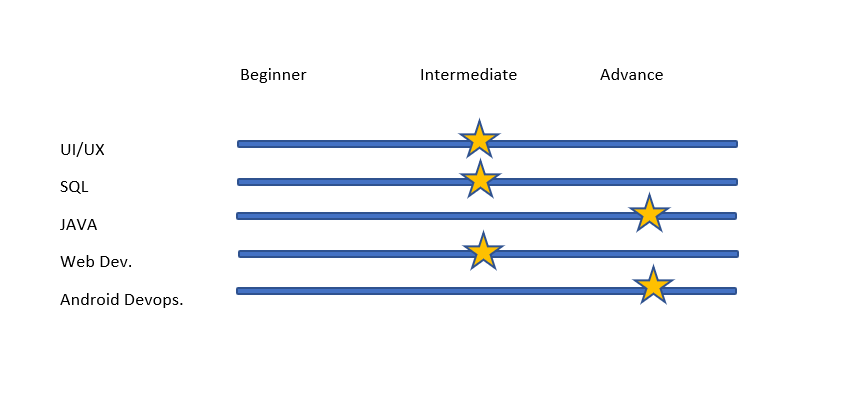 Beginner Intermediate Advance
UI/UX
SQL
JAVA
Web Dev.
Android Devops.